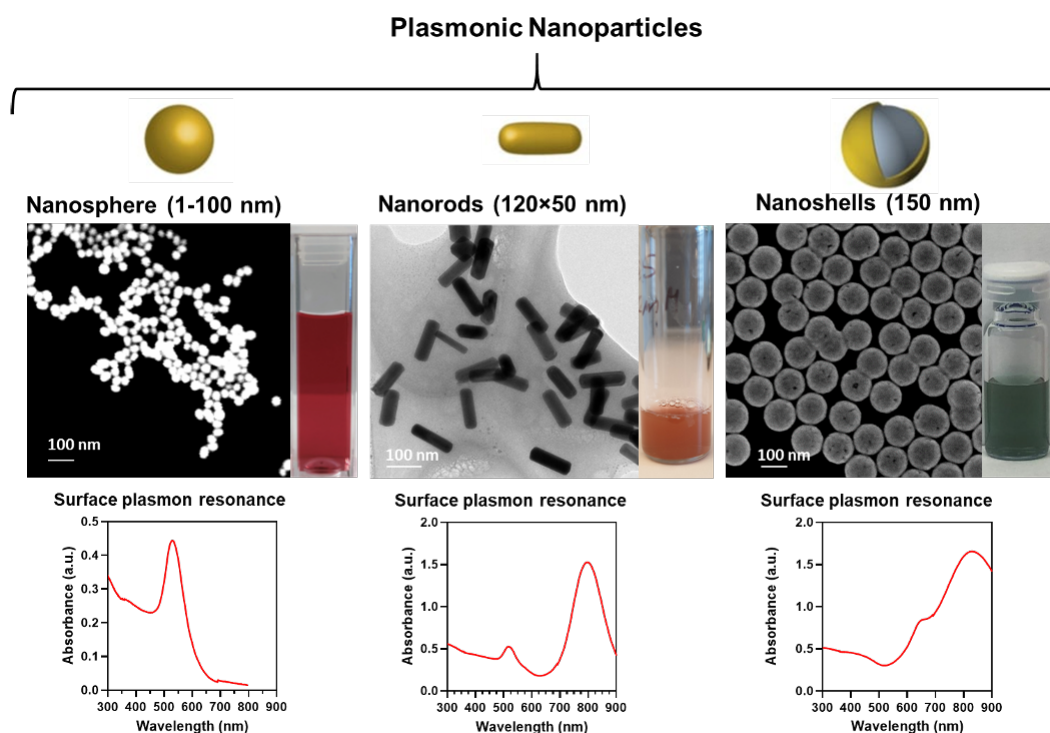 Plasmonic Nanoparticles
Nanosphere (1-100 nm)
Nanorods (120×50 nm)
Nanoshells (150 nm)
100 nm
100 nm
100 nm
Surface plasmon resonance
Absorbance (a.u.)
0.5
0.4
0.3
0.2
0.1
0.0
300 400 500 600 700 800 900
Wavelength (nm)
Surface plasmon resonance
Absorbance (a.u.)
2.0
1.5
1.0
0.5
0.0
300 400 500 600 700 800 900
Wavelength (nm)
Surface plasmon resonance
Absorbance (a.u.)
2.0
1.5
1.0
0.5
0.0
300 400 500 600 700 800 900
Wavelength (nm)